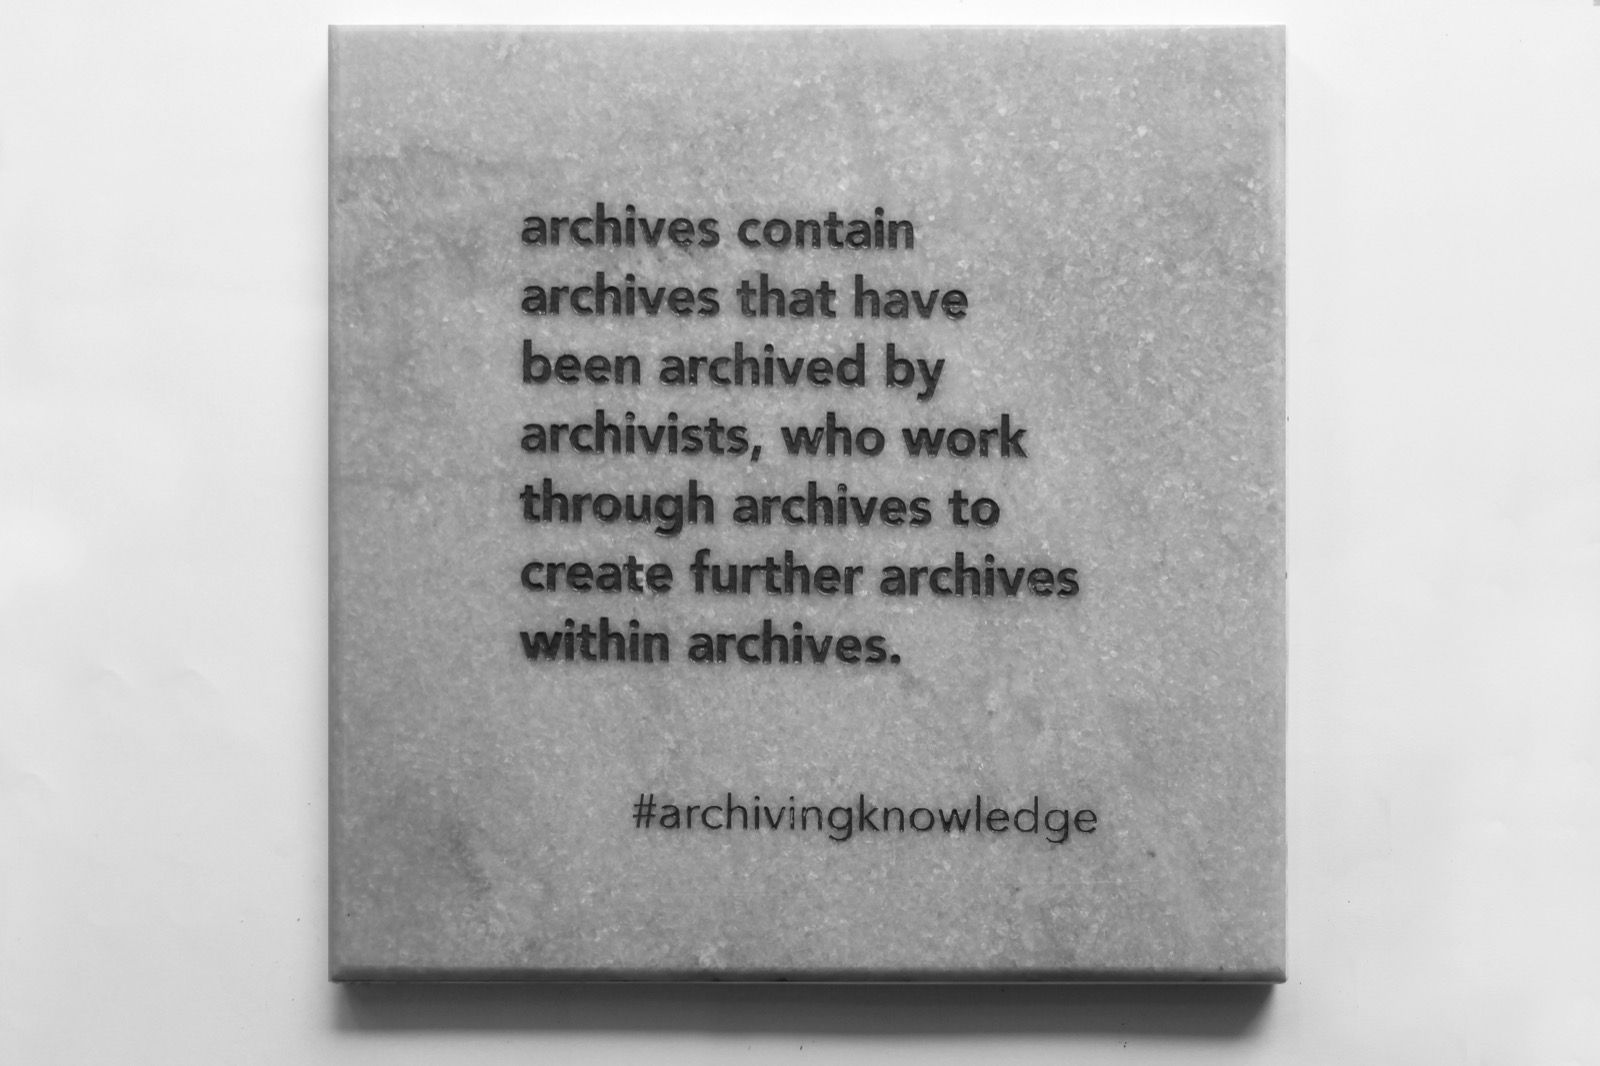 archives contain
archives that have
been archived by
archivists, who work
through archives to
create further archives
within archives.
#archivingknowledge